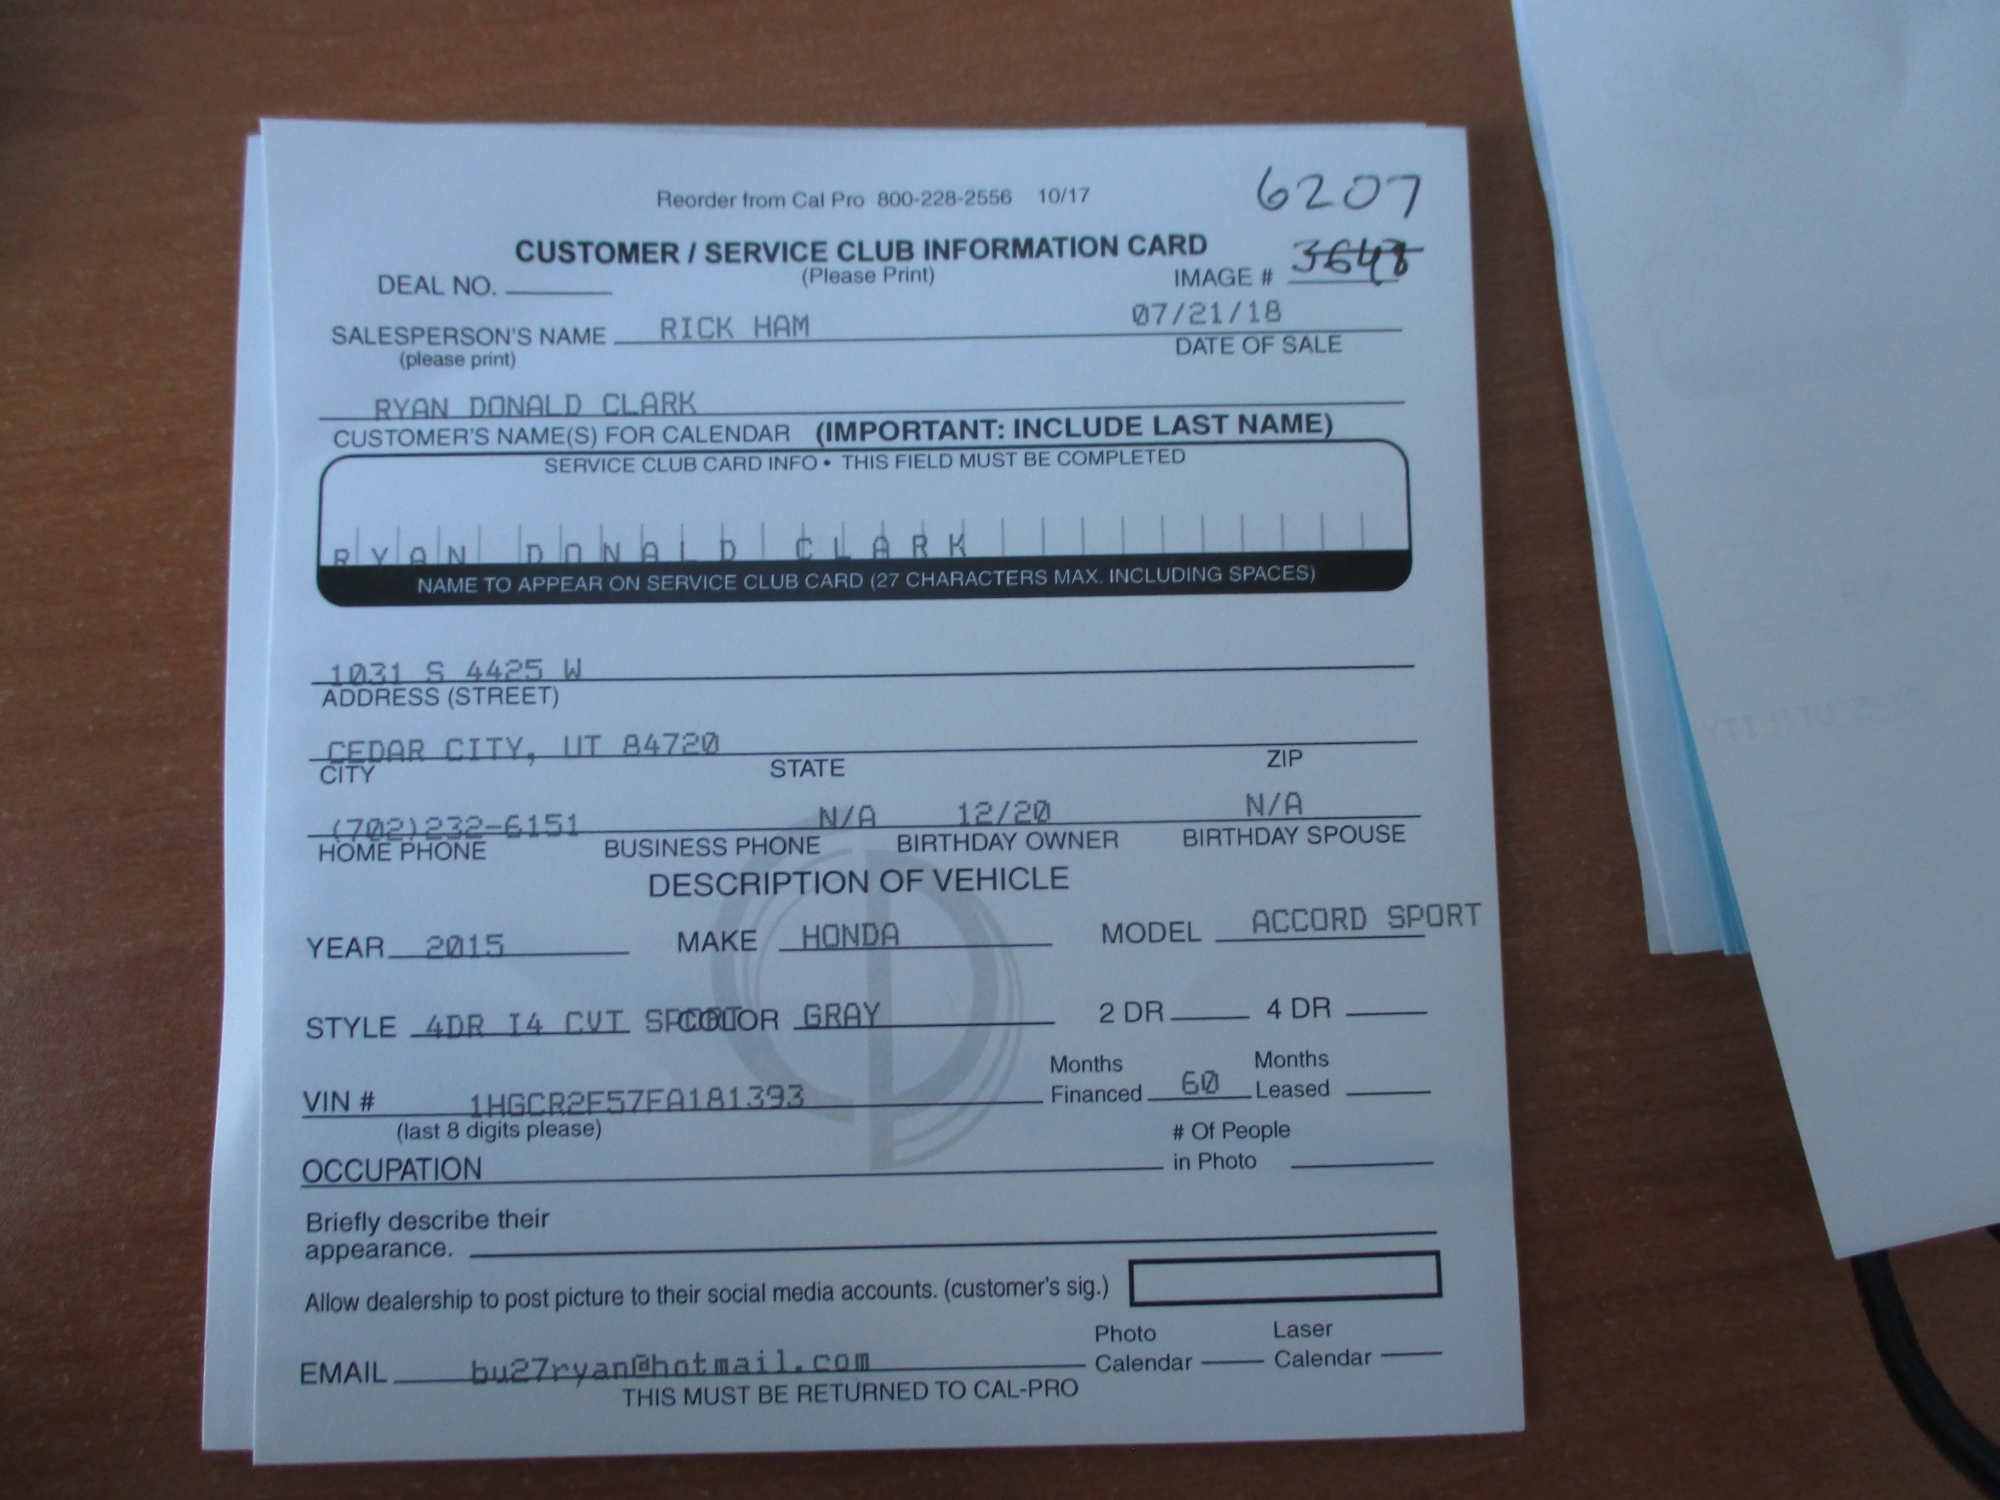 Reorder from Cal Pro 800-228-2556 10/17 6207
CUSTOMER / SERVICE CLUB INFORMATION CARD
DEAL NO. (Please Print) IMAGE # 3648
SALESPERSON'S NAME RICK HAM 07/21/18
(please print) DATE OF SALE
RYAN DONALD CLARK
CUSTOMER'S NAME(S) FOR CALENDAR (IMPORTANT: INCLUDE LAST NAME)
SERVICE CLUB CARD INFO • THIS FIELD MUST BE COMPLETED
RYAN DONALD CLARK
NAME TO APPEAR ON SERVICE CLUB CARD (27 CHARACTERS MAX. INCLUDING SPACES)
1031 S 4425 W
ADDRESS (STREET)
CEDAR CITY, UT 84720
CITY STATE ZIP
(702)232-6151 N/A 12/20 N/A
HOME PHONE BUSINESS PHONE BIRTHDAY OWNER BIRTHDAY SPOUSE
DESCRIPTION OF VEHICLE
YEAR 2015 MAKE HONDA MODEL ACCORD SPORT
STYLE 4DR I4 CVT SPORT COLOR GRAY 2 DR 4 DR
Months Months
VIN # 1HGCR2F57FA181393 Financed 60 Leased
(last 8 digits please) # Of People
OCCUPATION in Photo
Briefly describe their
appearance.
Allow dealership to post picture to their social media accounts. (customer's sig.)
Photo Laser
EMAIL bu27ryan@hotmail.com Calendar Calendar
THIS MUST BE RETURNED TO CAL-PRO